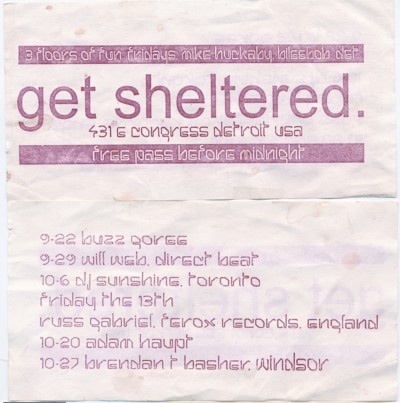 3 floors of fun fridays, mike huckaby, bileebob, det
get sheltered.
431 e congress detroit usa
free pass before midnight
9-22 buzz goree
9-29 will web, direct beat
10-6 dj sunshine, toronto
friday the 13th
russ gabriel, ferox records, england
10-20 adam haupt
10-27 brendan t basher, windsor